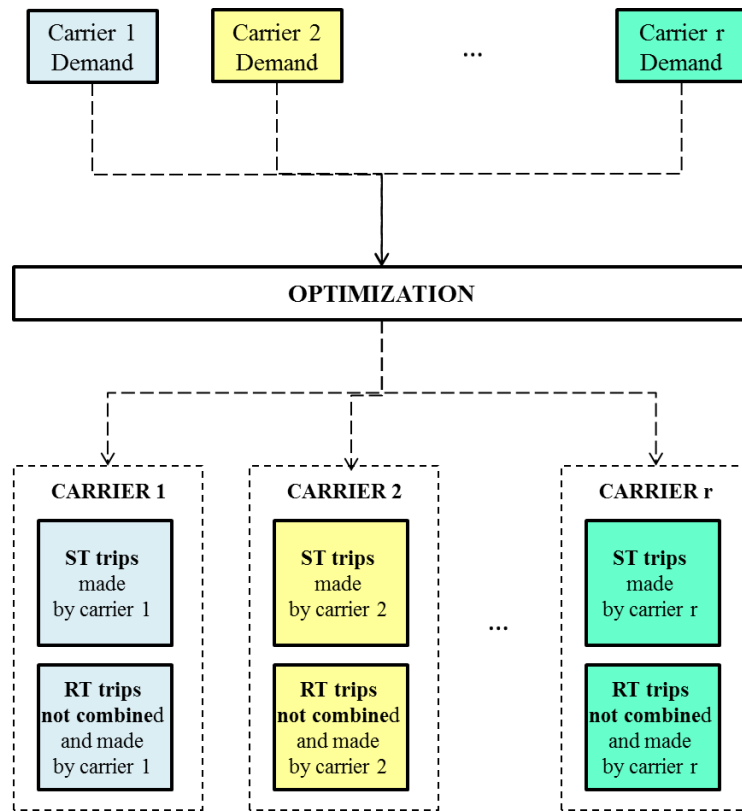 Carrier 1
Demand
Carrier 2
Demand
...
Carrier r
Demand
OPTIMIZATION
CARRIER 1
ST trips
made
by carrier 1
RT trips
not combined
and made
by carrier 1
CARRIER 2
ST trips
made
by carrier 2
RT trips
not combined
and made
by carrier 2
...
CARRIER r
ST trips
made
by carrier r
RT trips
not combined
and made
by carrier r